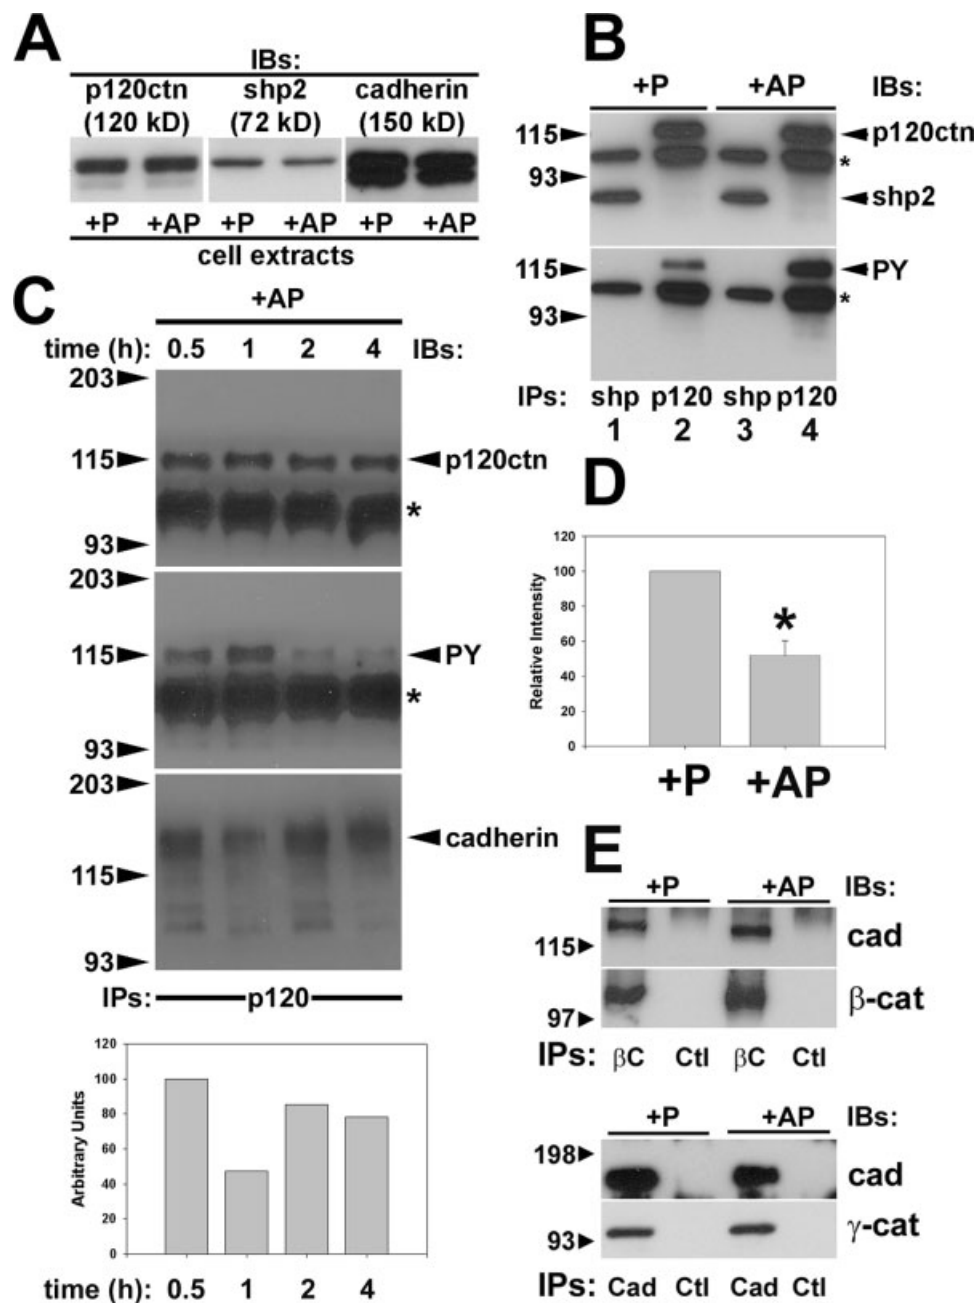 A
IBs:
p120ctn shp2 cadherin
(120 kD) (72 kD) (150 kD)
+P +AP +P +AP +P +AP
cell extracts
B
+P +AP IBs:
115 p120ctn
*
93
shp2
115 PY
*
93
IPs: shp p120 shp p120
1 2 3 4
C
+AP
time (h): 0.5 1 2 4 IBs:
203
115 p120ctn
*
93
203
115 PY
*
93
203
cadherin
115
93
IPs: p120
120
100
80
60
40
20
0
Arbitrary Units
time (h): 0.5 1 2 4
D
120
100
80
60
40
20
0
Relative Intensity
*
+P +AP
E
+P +AP IBs:
cad
115
β-cat
97
IPs: βC Ctl βC Ctl
+P +AP IBs:
198
cad
γ-cat
93
IPs: Cad Ctl Cad Ctl